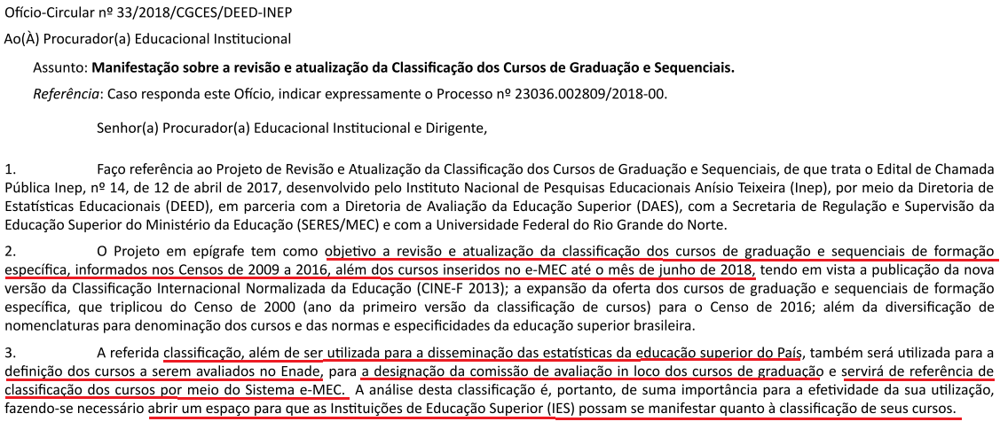 Ofício-Circular nº 33/2018/CGCES/DEED-INEP
Ao(À) Procurador(a) Educacional Institucional
Assunto: Manifestação sobre a revisão e atualização da Classificação dos Cursos de Graduação e Sequenciais.
Referência: Caso responda este Ofício, indicar expressamente o Processo nº 23036.002809/2018-00.
Senhor(a) Procurador(a) Educacional Institucional e Dirigente,
1. Faço referência ao Projeto de Revisão e Atualização da Classificação dos Cursos de Graduação e Sequenciais, de que trata o Edital de Chamada
Pública Inep, nº 14, de 12 de abril de 2017, desenvolvido pelo Instituto Nacional de Pesquisas Educacionais Anísio Teixeira (Inep), por meio da Diretoria de
Estatísticas Educacionais (DEED), em parceria com a Diretoria de Avaliação da Educação Superior (DAES), com a Secretaria de Regulação e Supervisão da
Educação Superior do Ministério da Educação (SERES/MEC) e com a Universidade Federal do Rio Grande do Norte.
2. O Projeto em epígrafe tem como objetivo a revisão e atualização da classificação dos cursos de graduação e sequenciais de formação
específica, informados nos Censos de 2009 a 2016, além dos cursos inseridos no e-MEC até o mês de junho de 2018, tendo em vista a publicação da nova
versão da Classificação Internacional Normalizada da Educação (CINE-F 2013); a expansão da oferta dos cursos de graduação e sequenciais de formação
específica, que triplicou do Censo de 2000 (ano da primeiro versão da classificação de cursos) para o Censo de 2016; além da diversificação de
nomenclaturas para denominação dos cursos e das normas e especificidades da educação superior brasileira.
3. A referida classificação, além de ser utilizada para a disseminação das estatísticas da educação superior do País, também será utilizada para a
definição dos cursos a serem avaliados no Enade, para a designação da comissão de avaliação in loco dos cursos de graduação e servirá de referência de
classificação dos cursos por meio do Sistema e-MEC. A análise desta classificação é, portanto, de suma importância para a efetividade da sua utilização,
fazendo-se necessário abrir um espaço para que as Instituições de Educação Superior (IES) possam se manifestar quanto à classificação de seus cursos.